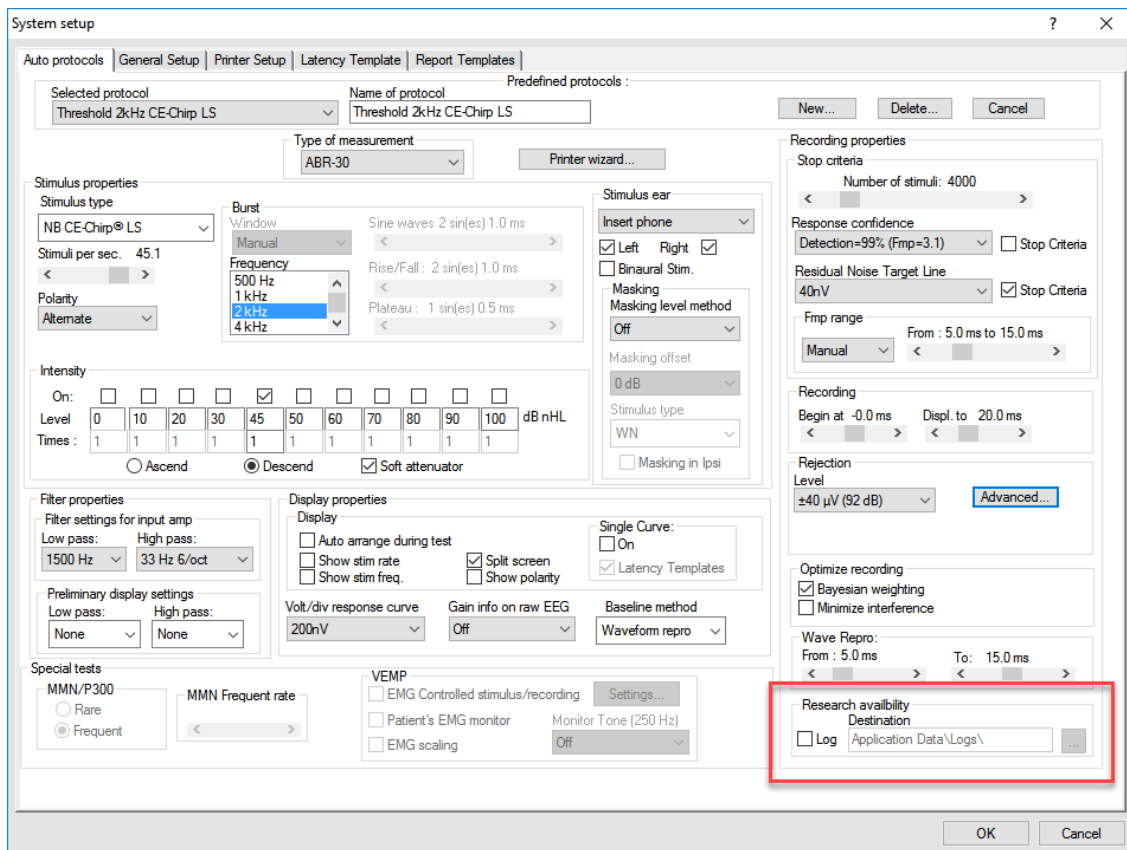 System setup
?
Auto protocols
General Setup
Printer Setup
Latency Template
Report Templates
Predefined protocols :
Selected protocol
Threshold 2kHz CE-Chirp LS
Name of protocol
Threshold 2kHz CE-Chirp LS
New...
Delete...
Cancel
Type of measurement
ABR-30
Printer wizard...
Stimulus properties
Stimulus type
NB CE-Chirp® LS
Stimuli per sec. 45.1
Polarity
Alternate
Burst
Window
Manual
Frequency
500 Hz
1 kHz
2 kHz
4 kHz
Sine waves 2 sin(es) 1.0 ms
Rise/Fall : 2 sin(es) 1.0 ms
Plateau : 1 sin(es) 0.5 ms
Intensity
On:
Level 0 10 20 30 45 50 60 70 80 90 100 dB nHL
Times : 1 1 1 1 1 1 1 1 1 1 1
Ascend
Descend
Soft attenuator
Stimulus ear
Insert phone
Left Right
Binaural Stim.
Masking
Masking level method
Off
Masking offset
0 dB
Stimulus type
WN
Masking in Ipsi
Recording properties
Stop criteria
Number of stimuli: 4000
Response confidence
Detection=99% (Fmp=3.1)
Stop Criteria
Residual Noise Target Line
40nV
Stop Criteria
Fmp range
Manual
From : 5.0 ms to 15.0 ms
Recording
Begin at -0.0 ms Displ. to 20.0 ms
Rejection
Level
±40 µV (92 dB)
Advanced...
Optimize recording
Bayesian weighting
Minimize interference
Wave Repro:
From : 5.0 ms To: 15.0 ms
Research availbility
Destination
Log Application Data\Logs\
...
Filter properties
Filter settings for input amp
Low pass: High pass:
1500 Hz 33 Hz 6/oct
Preliminary display settings
Low pass: High pass:
None None
Display properties
Display
Auto arrange during test
Show stim rate
Show stim freq.
Split screen
Show polarity
Single Curve:
On
Latency Templates
Volt/div response curve
200nV
Gain info on raw EEG
Off
Baseline method
Waveform repro
Special tests
MMN/P300
Rare
Frequent
MMN Frequent rate
VEMP
EMG Controlled stimulus/recording
Settings...
Patient's EMG monitor
EMG scaling
Monitor Tone (250 Hz)
Off
OK
Cancel